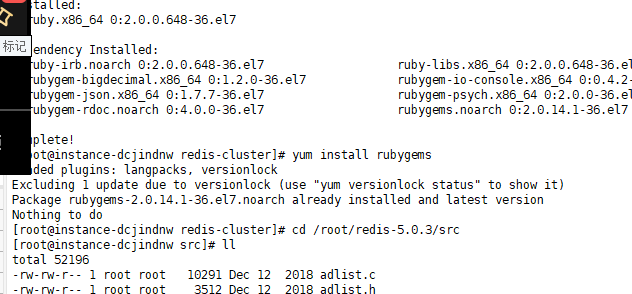 stalled:
ruby.x86_64 0:2.0.0.648-36.el7
标记
endency Installed:
ruby-irb.noarch 0:2.0.0.648-36.el7 ruby-libs.x86_64 0:2.0.0.648-36.el
rubygem-bigdecimal.x86_64 0:1.2.0-36.el7 rubygem-io-console.x86_64 0:0.4.2-
rubygem-json.x86_64 0:1.7.7-36.el7 rubygem-psych.x86_64 0:2.0.0-36.el
rubygem-rdoc.noarch 0:4.0.0-36.el7 rubygems.noarch 0:2.0.14.1-36.el7
mplete!
oot@instance-dcjindnw redis-cluster]# yum install rubygems
ded plugins: langpacks, versionlock
Excluding 1 update due to versionlock (use "yum versionlock status" to show it)
Package rubygems-2.0.14.1-36.el7.noarch already installed and latest version
Nothing to do
[root@instance-dcjindnw redis-cluster]# cd /root/redis-5.0.3/src
[root@instance-dcjindnw src]# ll
total 52196
-rw-rw-r-- 1 root root 10291 Dec 12 2018 adlist.c
-rw-rw-r-- 1 root root 3512 Dec 12 2018 adlist.h